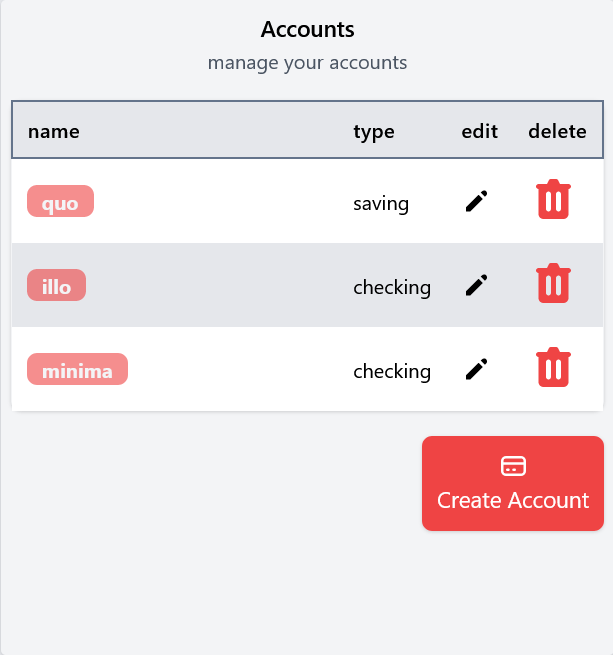 Accounts
manage your accounts
name type edit delete
quo saving
illo checking
minima checking
Create Account